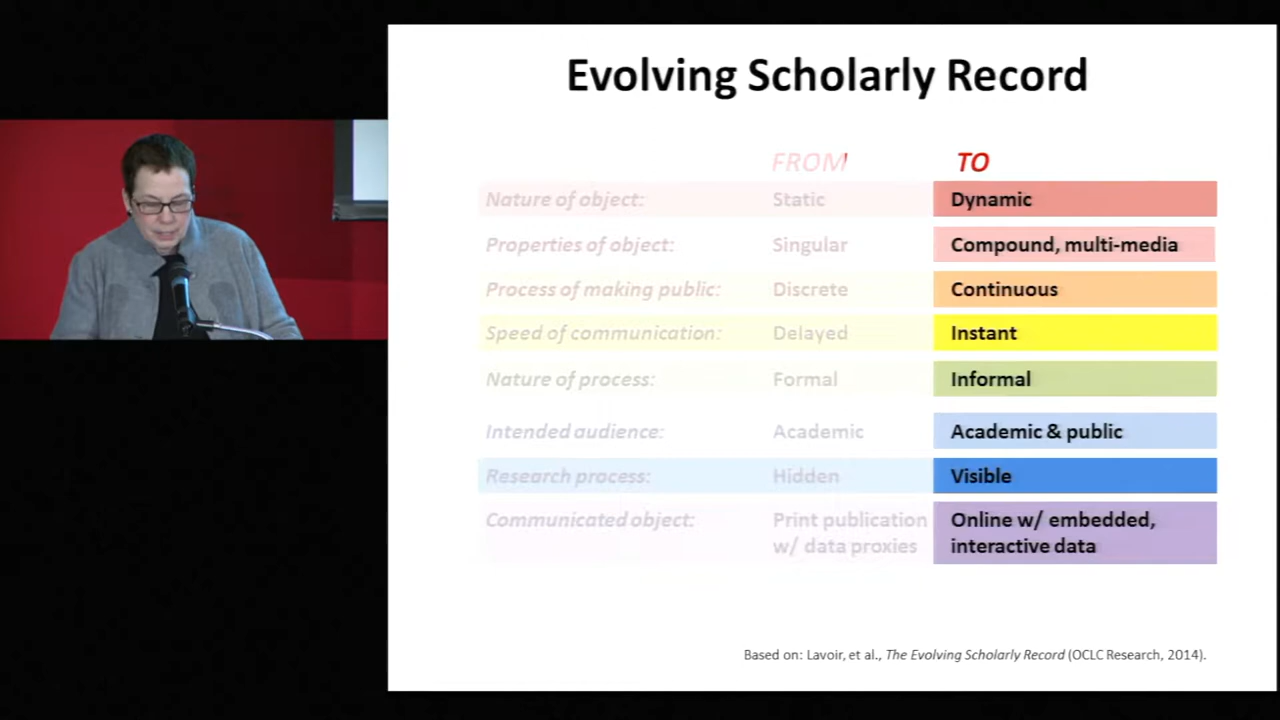 Evolving Scholarly Record
FROM TO
Nature of object: Static Dynamic
Properties of object: Singular Compound, multi-media
Process of making public: Discrete Continuous
Speed of communication: Delayed Instant
Nature of process: Formal Informal
Intended audience: Academic Academic & public
Research process: Hidden Visible
Communicated object: Print publication Online w/ embedded,
w/ data proxies interactive data
Based on: Lavoir, et al., The Evolving Scholarly Record (OCLC Research, 2014).